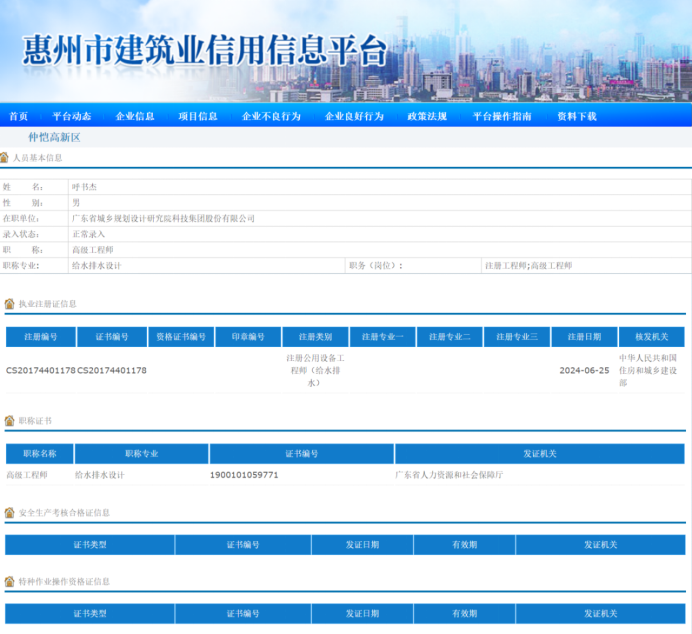 惠州市建筑业信用信息平台
首页 平台动态 企业信息 项目信息 企业不良行为 企业良好行为 政策法规 平台操作指南 资料下载
仲恺高新区
人员基本信息
姓 名： 呼书杰
性 别： 男
在职单位： 广东省城乡规划设计研究院科技集团股份有限公司
录入状态： 正常录入
职 称： 高级工程师
职称专业： 给水排水设计 职务（岗位）： 注册工程师;高级工程师
执业注册证信息
注册编号 证书编号 资格证书编号 印章编号 注册类别 注册专业一 注册专业二 注册专业三 注册日期 核发机关
CS20174401178 CS20174401178 注册公用设备工程师（给水排水） 2024-06-25 中华人民共和国住房和城乡建设部
职称证书
职称名称 职称专业 证书编号 发证机关
高级工程师 给水排水设计 1900101059771 广东省人力资源和社会保障厅
安全生产考核合格证信息
证书类型 证书编号 发证日期 有效期 发证机关
特种作业操作资格证信息
证书类型 证书编号 发证日期 有效期 发证机关